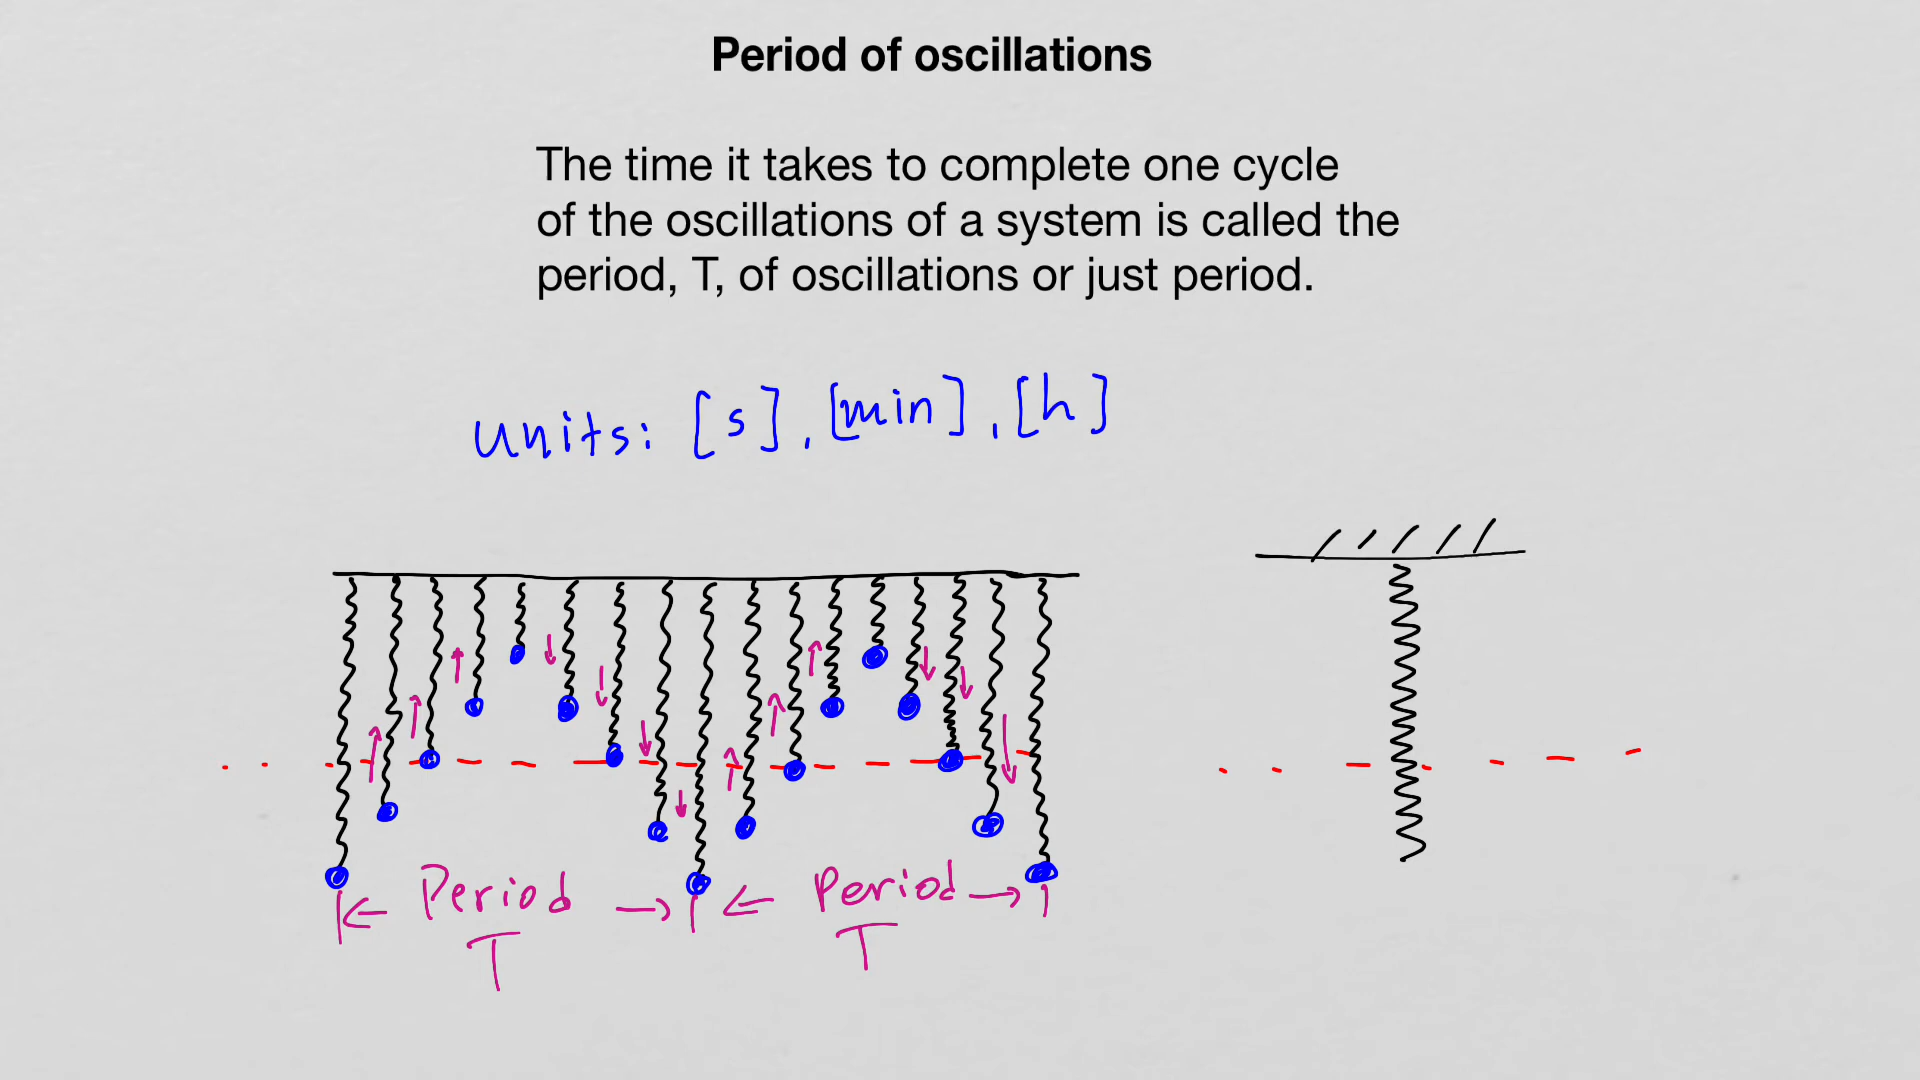 Period of oscillations
The time it takes to complete one cycle
of the oscillations of a system is called the
period, T, of oscillations or just period.
units: [s], [min], [h]
Period Period
T T